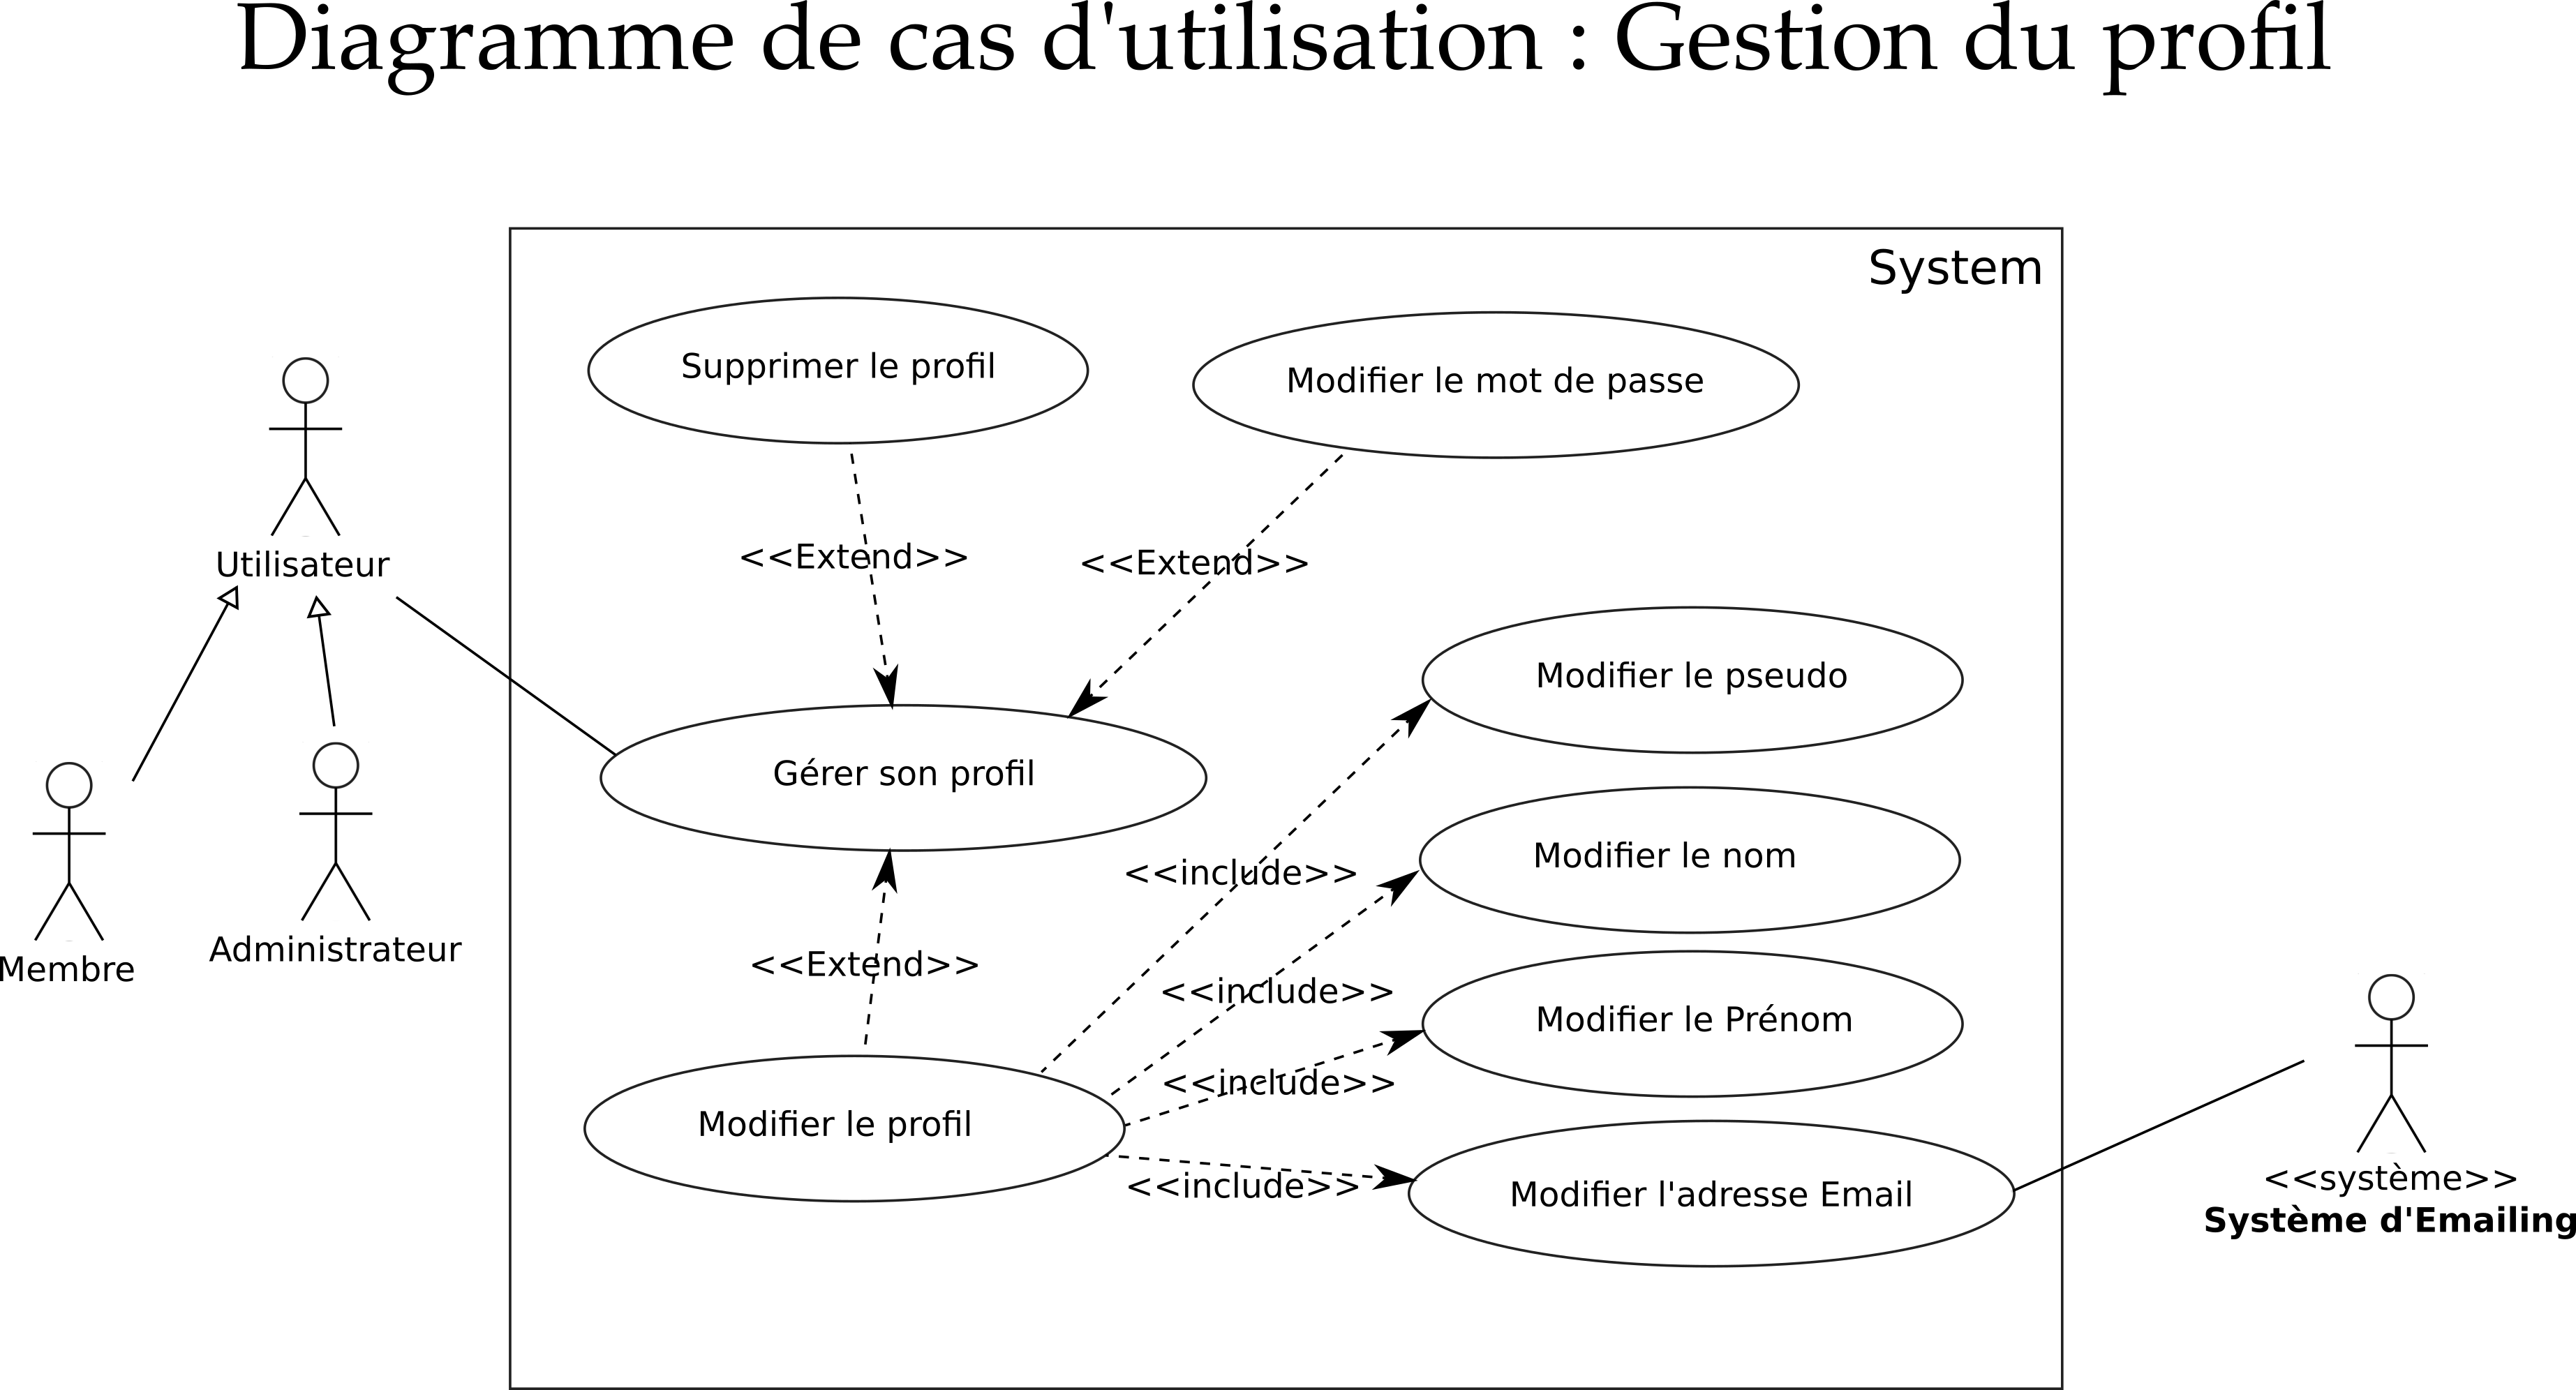 Diagramme de cas d'utilisation : Gestion du profil
System
Supprimer le profil
Modifier le mot de passe
<<Extend>>
<<Extend>>
Utilisateur
Modifier le pseudo
Gérer son profil
Modifier le nom
<<include>>
Membre
Administrateur
<<Extend>>
<<include>>
Modifier le Prénom
<<include>>
Modifier le profil
<<include>>
Modifier l'adresse Email
<<système>>
Système d'Emailing